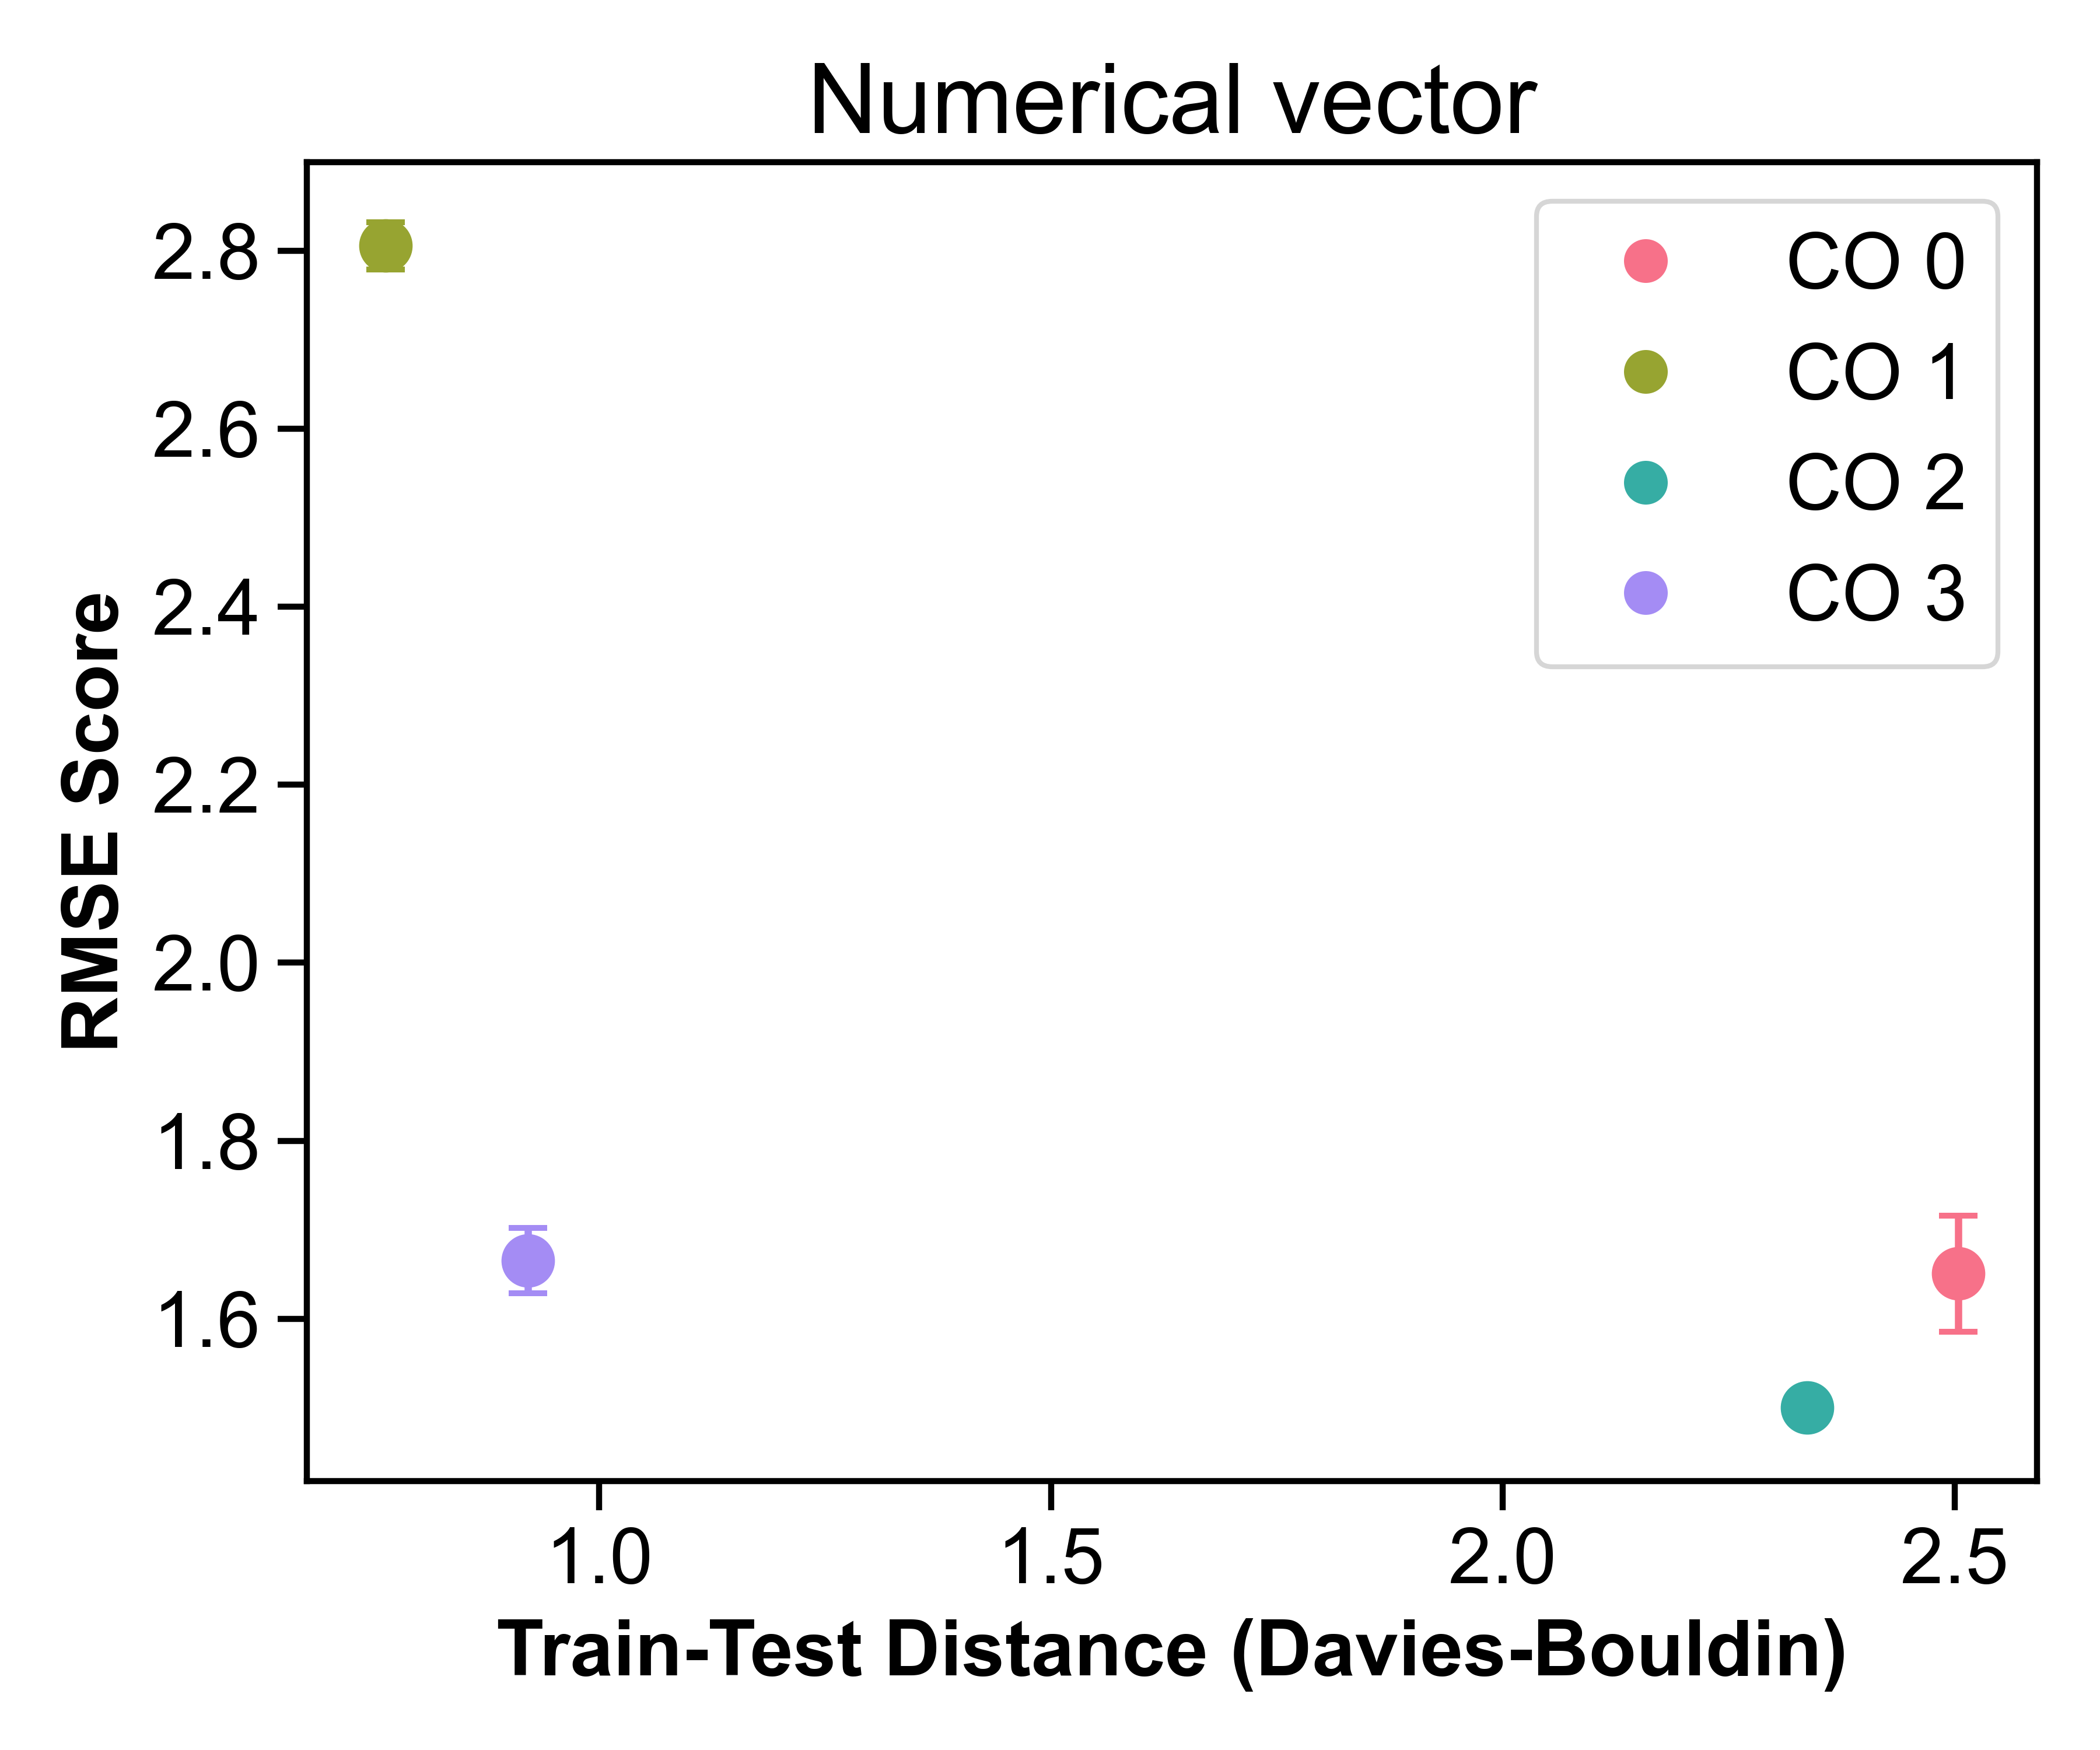 Numerical vector
2.8
2.6
2.4
2.2
2.0
1.8
1.6
RMSE Score
CO 0
CO 1
CO 2
CO 3
1.0 1.5 2.0 2.5
Train-Test Distance (Davies-Bouldin)